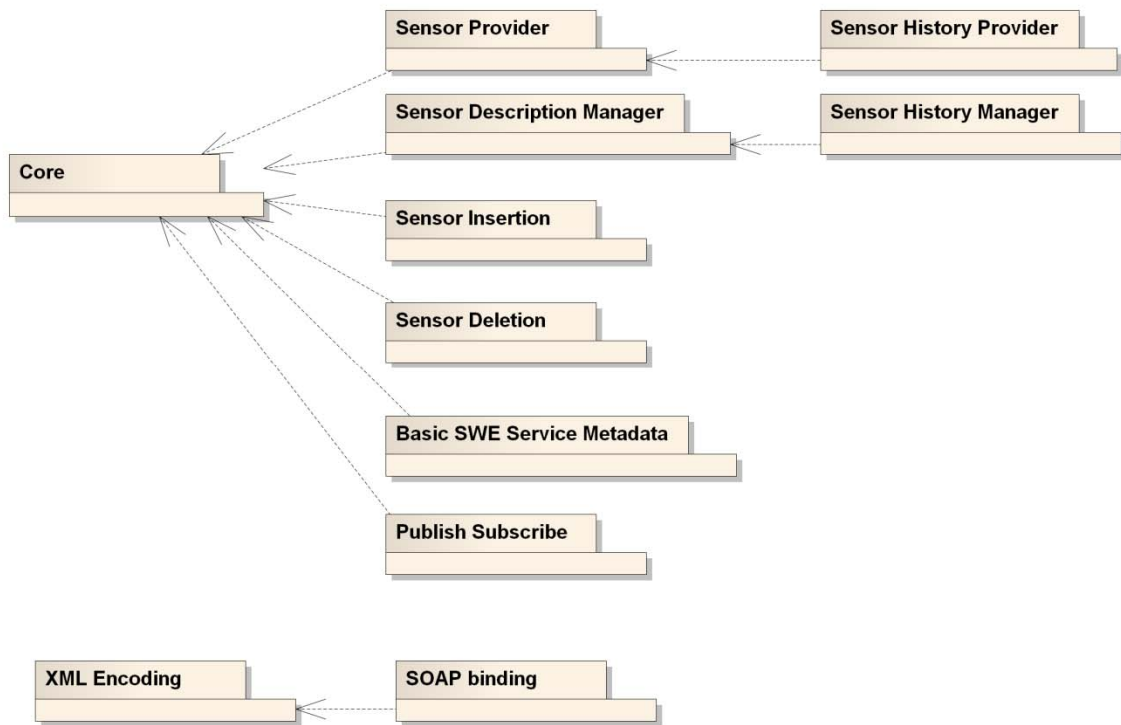 Sensor Provider
Sensor History Provider
Sensor Description Manager
Sensor History Manager
Core
Sensor Insertion
Sensor Deletion
Basic SWE Service Metadata
Publish Subscribe
XML Encoding
SOAP binding